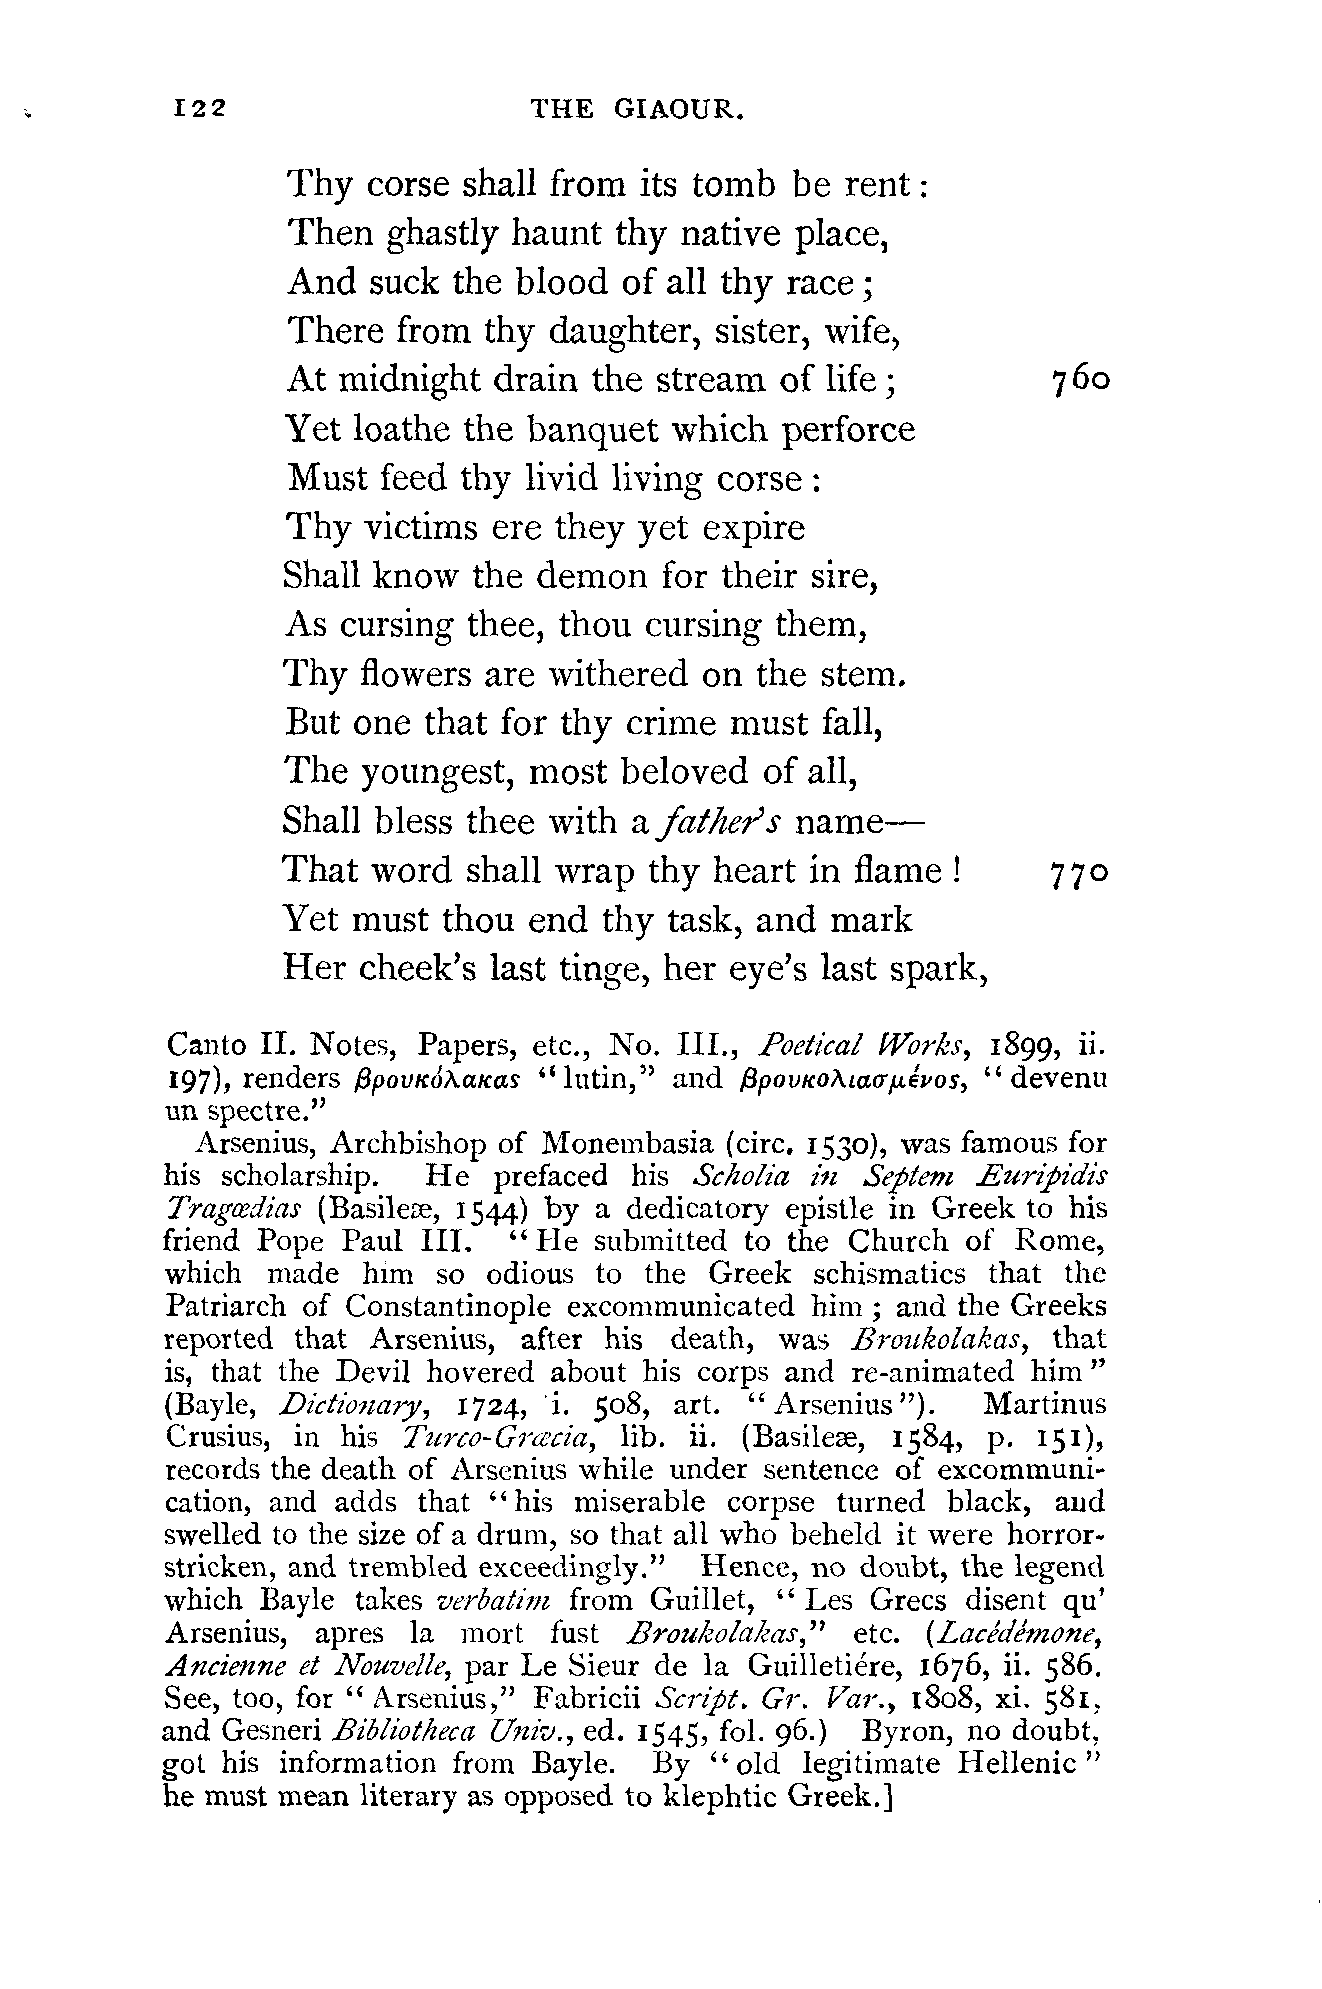 122 THE GIAOUR.
Thy corse shall from its tomb be rent :
Then ghastly haunt thy native place,
And suck the blood of all thy race ;
There from thy daughter, sister, wife,
At midnight drain the stream of life ; 760
Yet loathe the banquet which perforce
Must feed thy livid living corse :
Thy victims ere they yet expire
Shall know the demon for their sire,
As cursing thee, thou cursing them,
Thy flowers are withered on the stem.
But one that for thy crime must fall,
The youngest, most beloved of all,
Shall bless thee with a father's name—
That word shall wrap thy heart in flame ! 770
Yet must thou end thy task, and mark
Her cheek's last tinge, her eye's last spark,
Canto II. Notes, Papers, etc., No. III., Poetical Works, 1899, ii.
197), renders βρουκόλακας "lutin," and βρουκολιασμένος, "devenu
un spectre."
Arsenius, Archbishop of Monembasia (circ. 1530), was famous for
his scholarship. He prefaced his Scholia in Septem Euripidis
Tragœdias (Basileæ, 1544) by a dedicatory epistle in Greek to his
friend Pope Paul III. "He submitted to the Church of Rome,
which made him so odious to the Greek schismatics that the
Patriarch of Constantinople excommunicated him ; and the Greeks
reported that Arsenius, after his death, was Broukolakas, that
is, that the Devil hovered about his corps and re-animated him"
(Bayle, Dictionary, 1724, i. 508, art. "Arsenius"). Martinus
Crusius, in his Turco-Græcia, lib. ii. (Basileæ, 1584, p. 151),
records the death of Arsenius while under sentence of excommuni-
cation, and adds that "his miserable corpse turned black, and
swelled to the size of a drum, so that all who beheld it were horror-
stricken, and trembled exceedingly." Hence, no doubt, the legend
which Bayle takes verbatim from Guillet, "Les Grecs disent qu'
Arsenius, apres la mort fust Broukolakas," etc. (Lacédémone,
Ancienne et Nouvelle, par Le Sieur de la Guilletiére, 1676, ii. 586.
See, too, for "Arsenius," Fabricii Script. Gr. Var., 1808, xi. 581,
and Gesneri Bibliotheca Univ., ed. 1545, fol. 96.) Byron, no doubt,
got his information from Bayle. By "old legitimate Hellenic"
he must mean literary as opposed to klephtic Greek.]